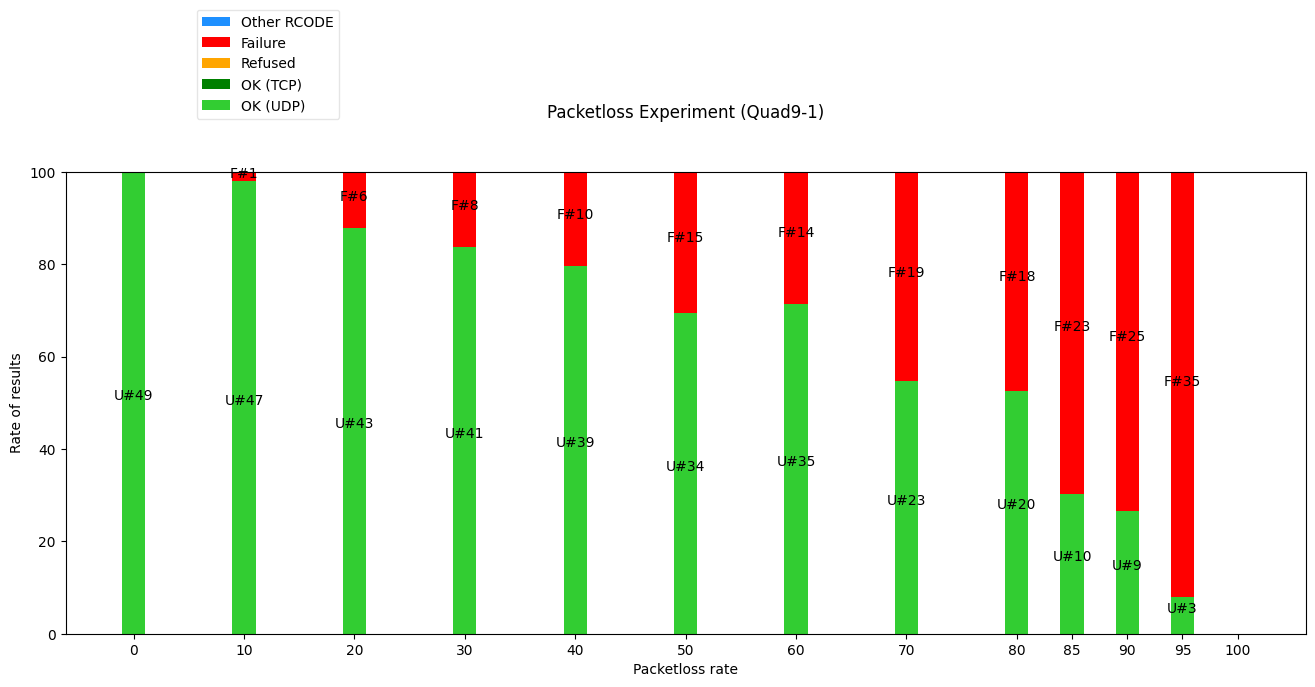 Other RCODE
Failure
Refused
OK (TCP)
OK (UDP)
Packetloss Experiment (Quad9-1)
Rate of results
100
80
60
40
20
0
F#1
F#6
F#8
F#10
F#15
F#14
F#19
F#18
F#23
F#25
F#35
U#49
U#47
U#43
U#41
U#39
U#34
U#35
U#23
U#20
U#10
U#9
U#3
0 10 20 30 40 50 60 70 80 85 90 95 100
Packetloss rate